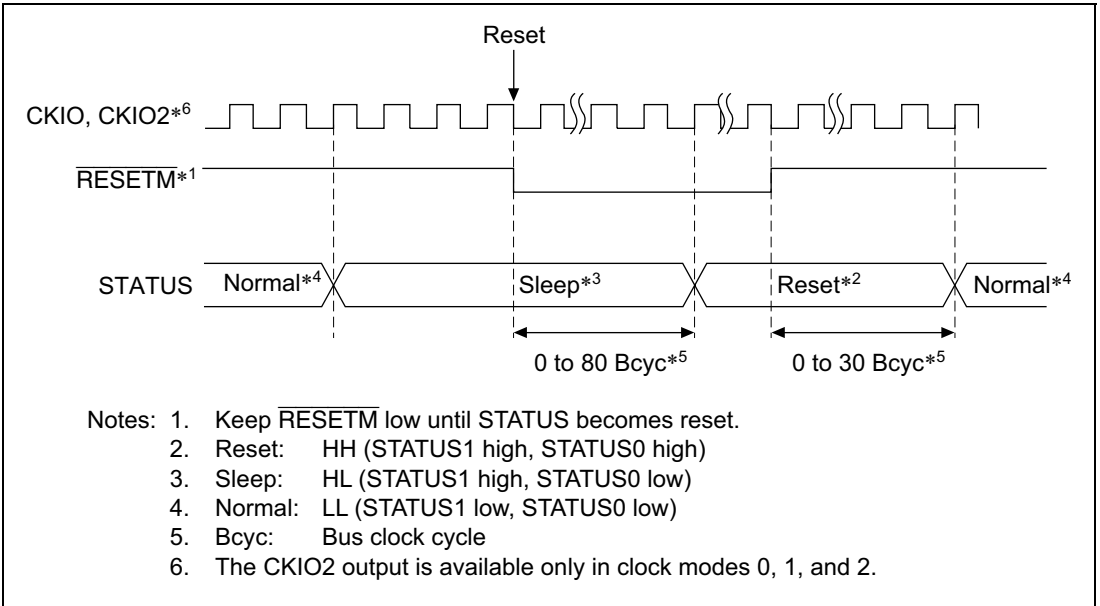 Reset
CKIO, CKIO2*6
RESETM*1
STATUS Normal*4 Sleep*3 Reset*2 Normal*4
0 to 80 Bcyc*5 0 to 30 Bcyc*5
Notes: 1. Keep RESETM low until STATUS becomes reset.
2. Reset: HH (STATUS1 high, STATUS0 high)
3. Sleep: HL (STATUS1 high, STATUS0 low)
4. Normal: LL (STATUS1 low, STATUS0 low)
5. Bcyc: Bus clock cycle
6. The CKIO2 output is available only in clock modes 0, 1, and 2.